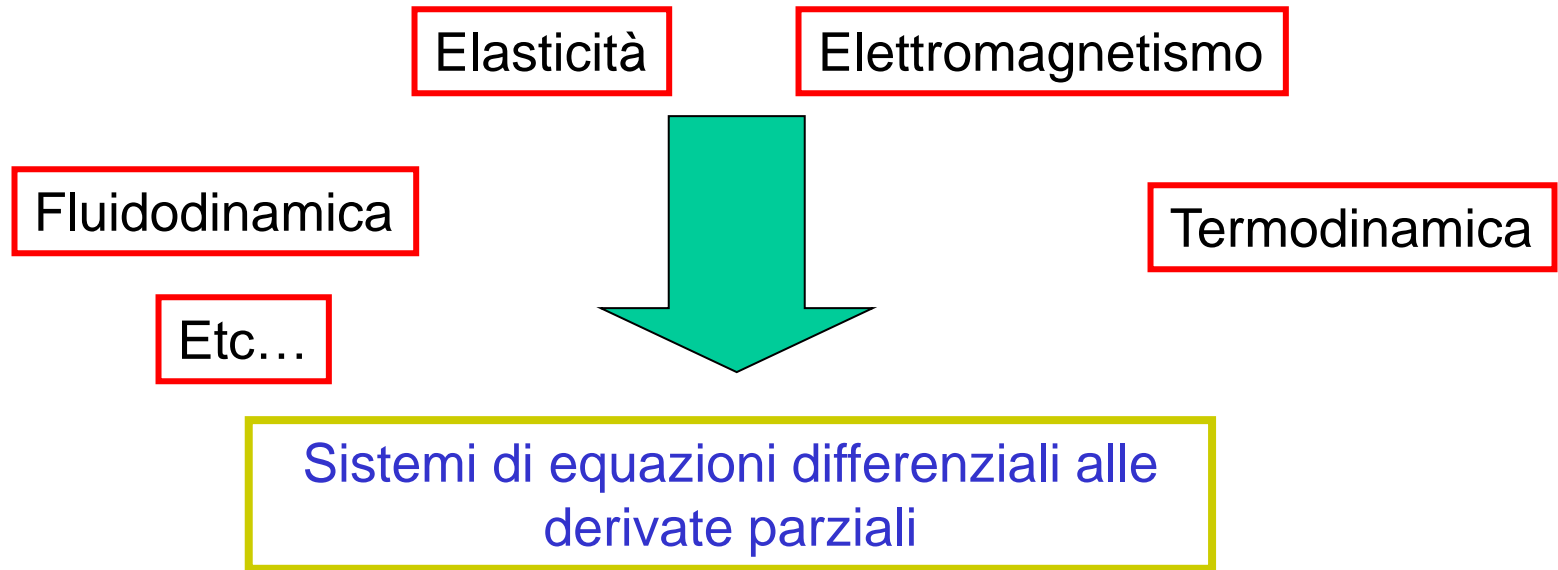 Elasticità
Elettromagnetismo
Fluidodinamica
Termodinamica
Etc…
Sistemi di equazioni differenziali alle
derivate parziali